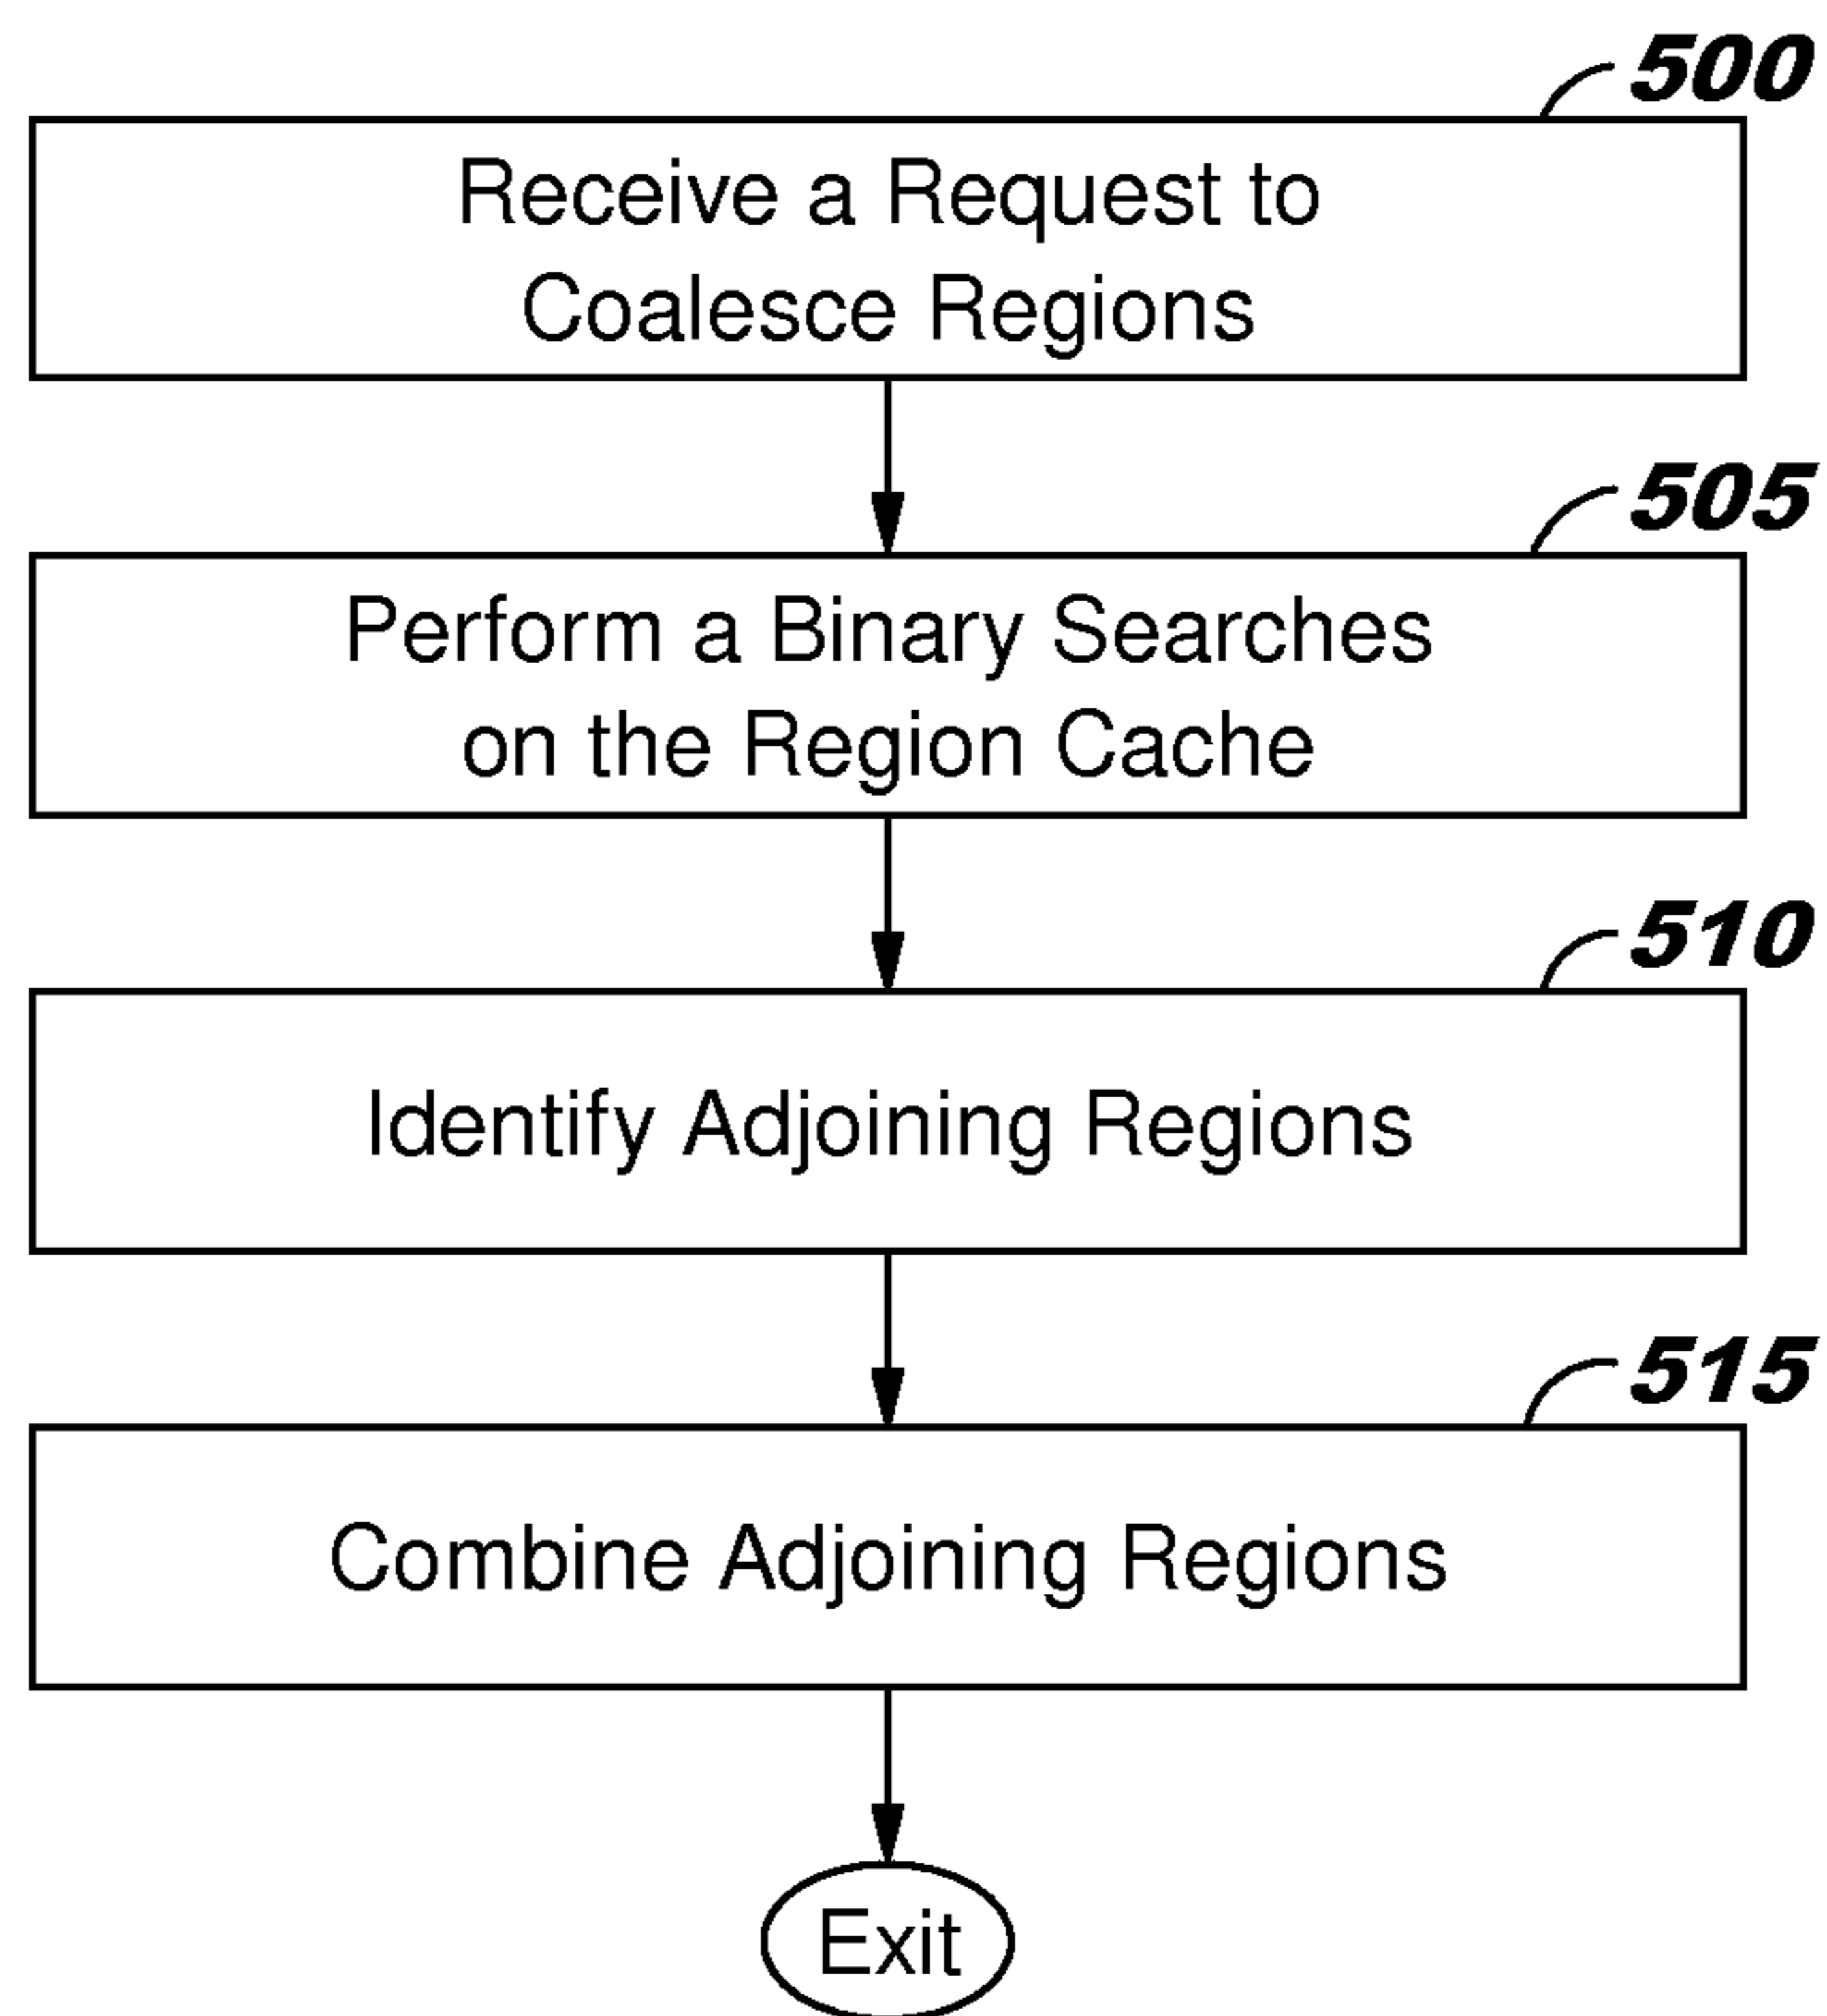 500
Receive a Request to
Coalesce Regions
505
Perform a Binary Searches
on the Region Cache
510
Identify Adjoining Regions
515
Combine Adjoining Regions
Exit